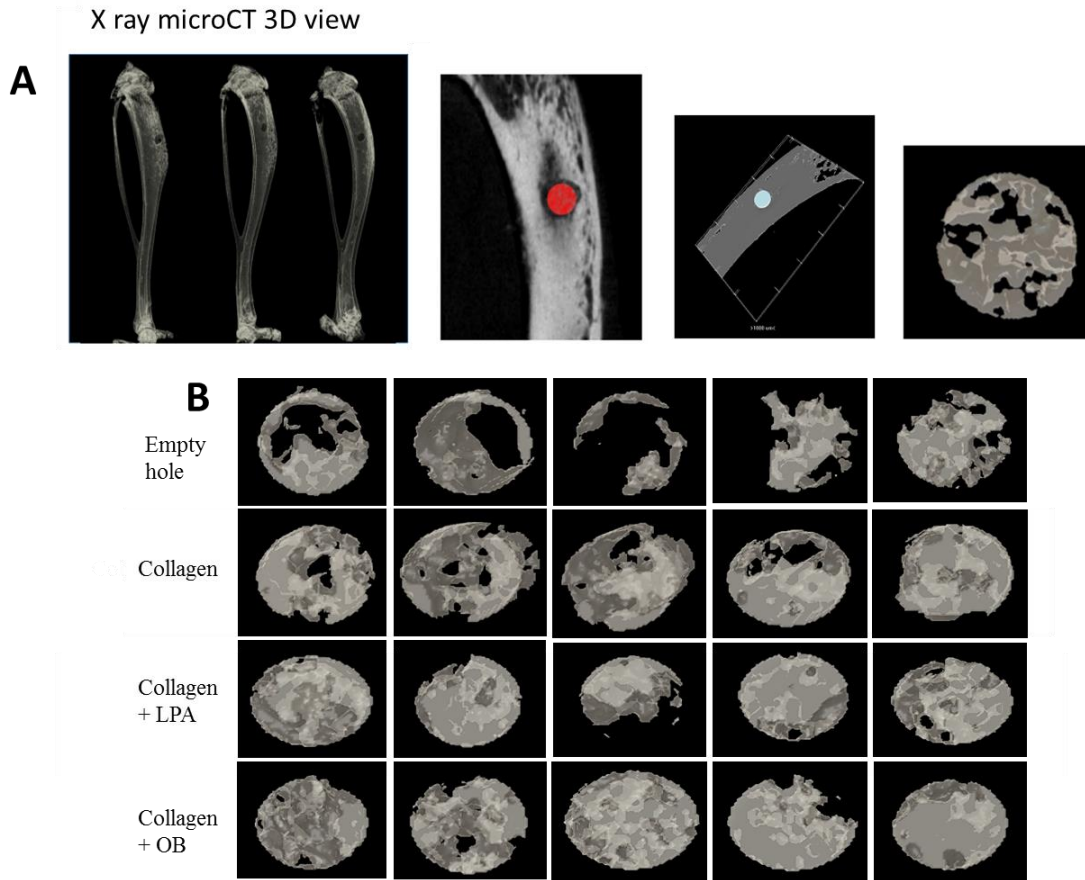 X ray microCT 3D view
A
B
Empty
hole
Collagen
Collagen
+ LPA
Collagen
+ OB